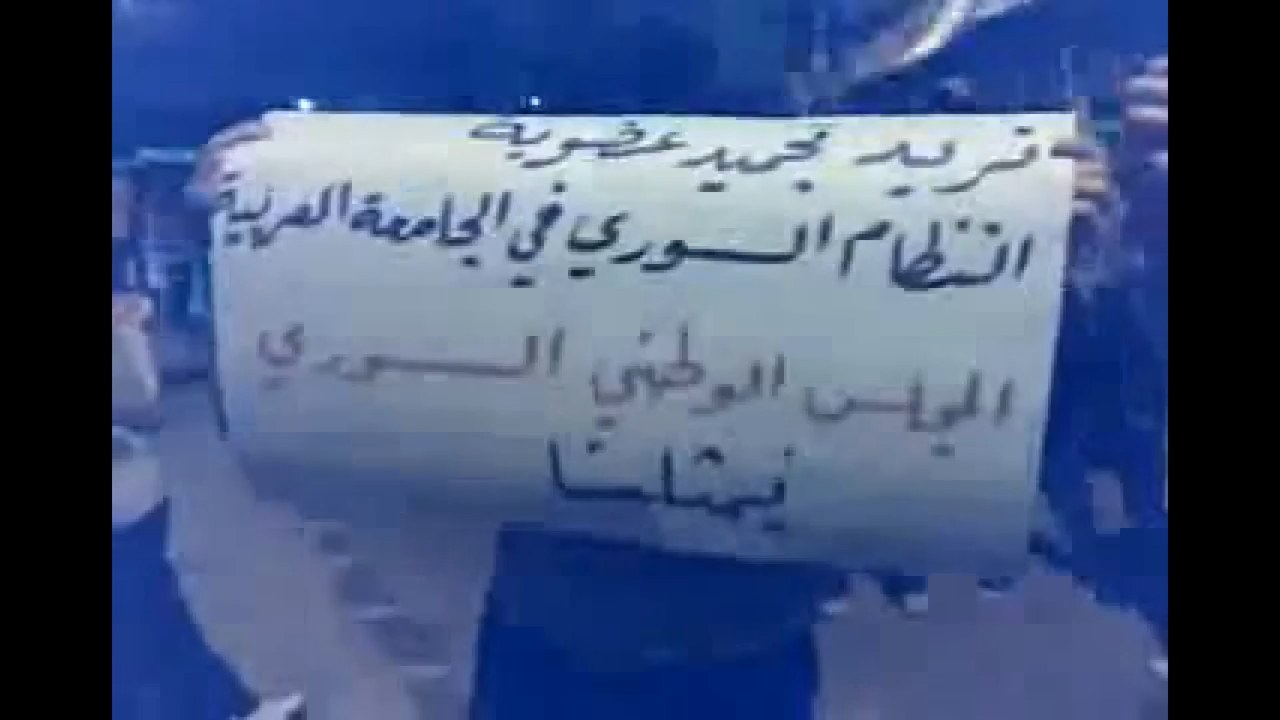 نريد تجميد عضوية
النظام السوري في الجامعة العربية
المجلس الوطني السوري
يمثلنا